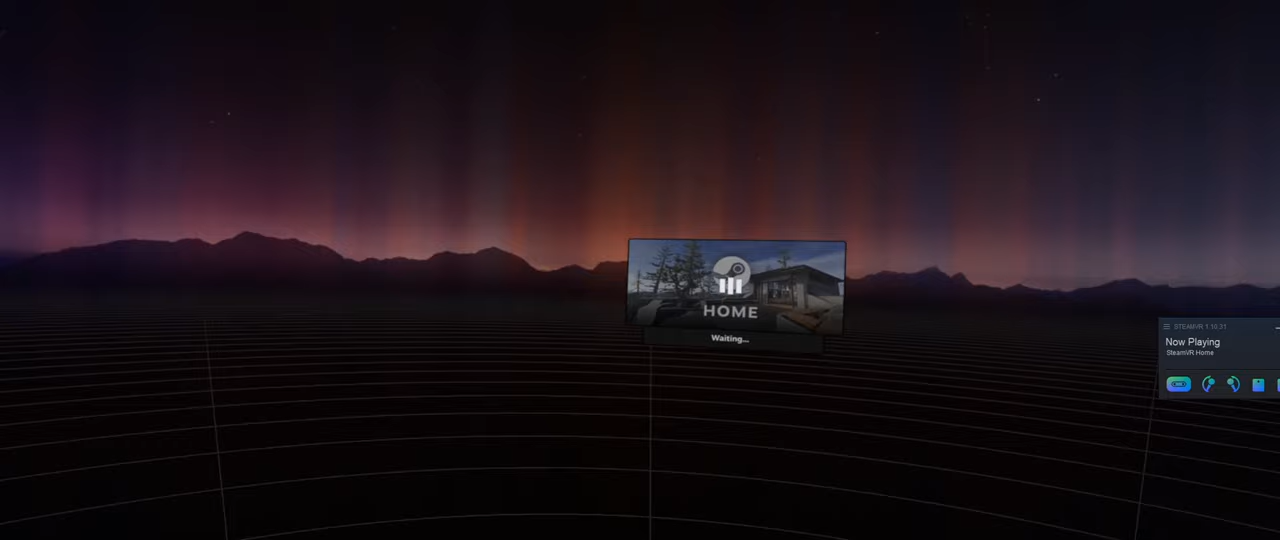 HOME
Waiting...
STEAMVR 1.10.31
Now Playing
SteamVR Home